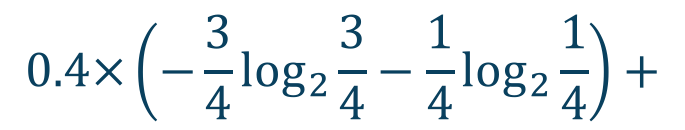 0.4×(−3/4 log₂ 3/4 − 1/4 log₂ 1/4) +